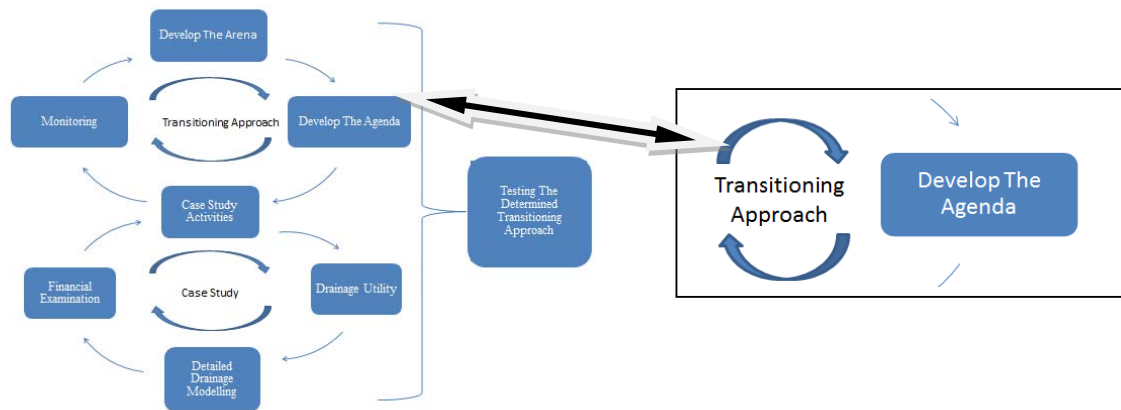 Develop The Arena
Monitoring
Transitioning Approach
Develop The Agenda
Case Study
Activities
Testing The
Determined
Transitioning
Approach
Financial
Examination
Case Study
Drainage Utility
Detailed
Drainage
Modelling
Transitioning
Approach
Develop The
Agenda